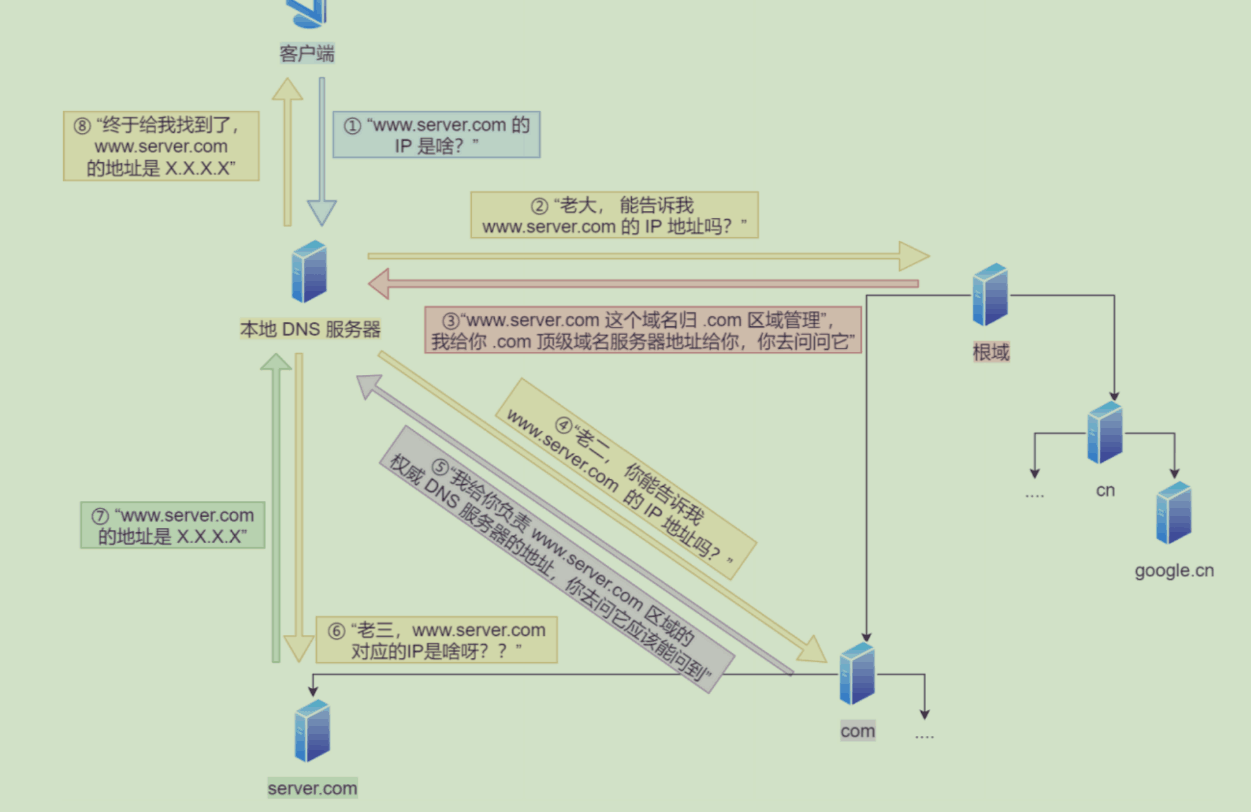 客户端
⑧ “终于给我找到了，
www.server.com
的地址是 X.X.X.X”
① “www.server.com 的
IP 是啥？”
② “老大， 能告诉我
www.server.com 的 IP 地址吗？”
本地 DNS 服务器
③“www.server.com 这个域名归 .com 区域管理”，
我给你 .com 顶级域名服务器地址给你，你去问问它”
根域
④“老二， 你能告诉我
www.server.com 的 IP 地址吗？”
⑤“我给你负责 www.server.com 区域的
权威 DNS 服务器的地址，你去问它应该能问到”
....
cn
google.cn
⑦ “www.server.com
的地址是 X.X.X.X”
⑥ “老三，www.server.com
对应的IP是啥呀？？”
com
....
server.com